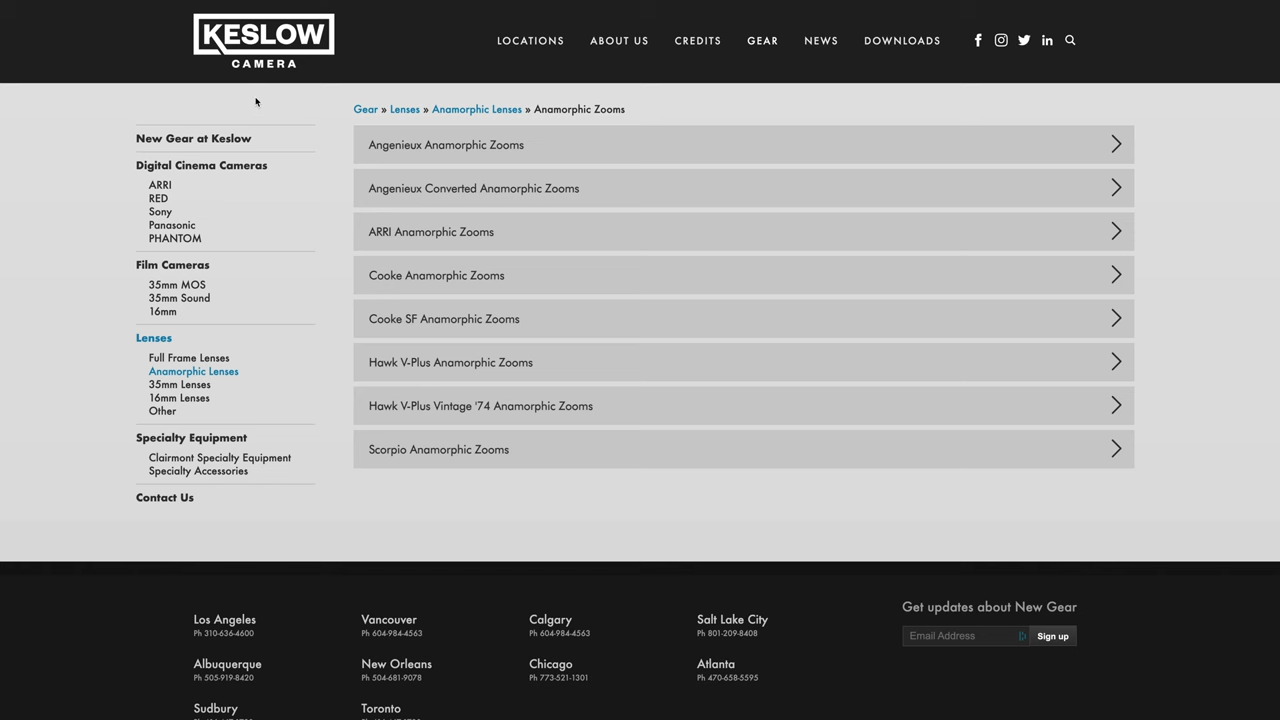 KESLOW
CAMERA
LOCATIONS ABOUT US CREDITS GEAR NEWS DOWNLOADS
Gear » Lenses » Anamorphic Lenses » Anamorphic Zooms
New Gear at Keslow
Digital Cinema Cameras
ARRI
RED
Sony
Panasonic
PHANTOM
Film Cameras
35mm MOS
35mm Sound
16mm
Lenses
Full Frame Lenses
Anamorphic Lenses
35mm Lenses
16mm Lenses
Other
Specialty Equipment
Clairmont Specialty Equipment
Specialty Accessories
Contact Us
Angenieux Anamorphic Zooms
Angenieux Converted Anamorphic Zooms
ARRI Anamorphic Zooms
Cooke Anamorphic Zooms
Cooke SF Anamorphic Zooms
Hawk V-Plus Anamorphic Zooms
Hawk V-Plus Vintage '74 Anamorphic Zooms
Scorpio Anamorphic Zooms
Los Angeles
Ph 310-636-4600
Vancouver
Ph 604-984-4563
Calgary
Ph 604-984-4563
Salt Lake City
Ph 801-209-8408
Albuquerque
Ph 505-919-8420
New Orleans
Ph 504-681-9078
Chicago
Ph 773-521-1301
Atlanta
Ph 470-658-5595
Sudbury
Toronto
Get updates about New Gear
Email Address
Sign up